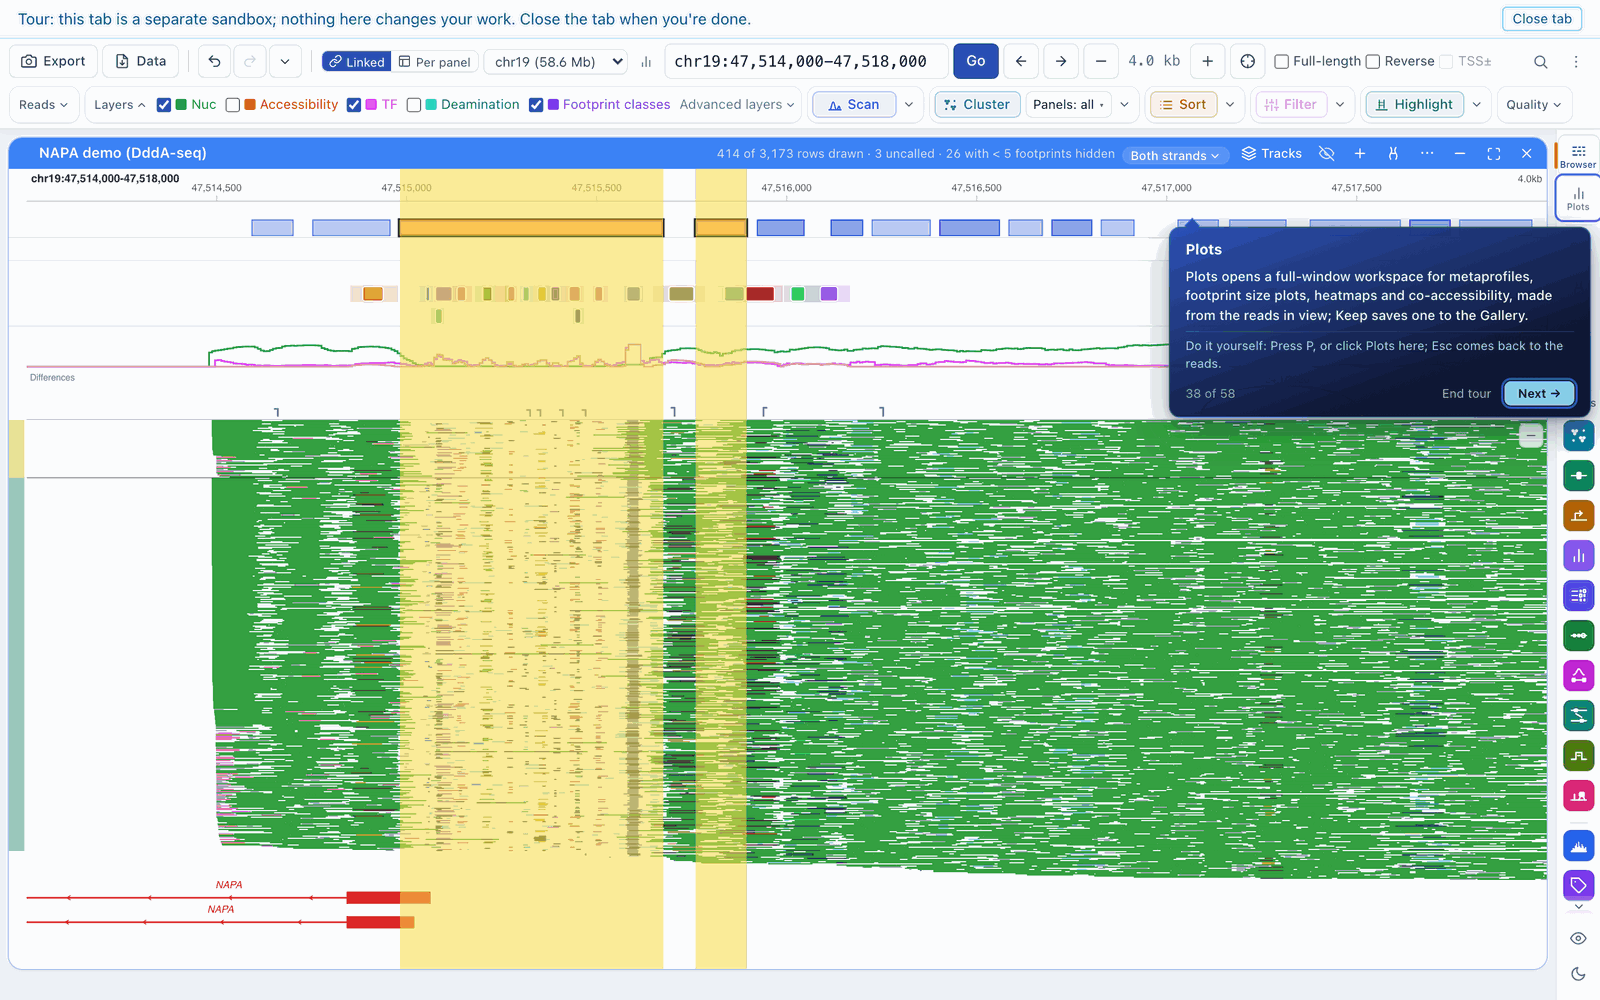 Tour: this tab is a separate sandbox; nothing here changes your work. Close the tab when you're done.
Close tab
Export
Data
Linked
Per panel
chr19 (58.6 Mb)
chr19:47,514,000–47,518,000
Go
4.0 kb
Full-length
Reverse
TSS±
Reads
Layers
Nuc
Accessibility
TF
Deamination
Footprint classes
Advanced layers
Scan
Cluster
Panels: all
Sort
Filter
Highlight
Quality
NAPA demo (DddA-seq)
414 of 3,173 rows drawn · 3 uncalled · 26 with < 5 footprints hidden
Both strands
Tracks
Browser
Plots
chr19:47,514,000-47,518,000
4.0kb
47,514,500
47,515,000
47,515,500
47,516,000
47,516,500
47,517,000
47,517,500
Plots
Plots opens a full-window workspace for metaprofiles,
footprint size plots, heatmaps and co-accessibility, made
from the reads in view; Keep saves one to the Gallery.
Do it yourself: Press P, or click Plots here; Esc comes back to the
reads.
38 of 58
End tour
Next →
Differences
NAPA
NAPA